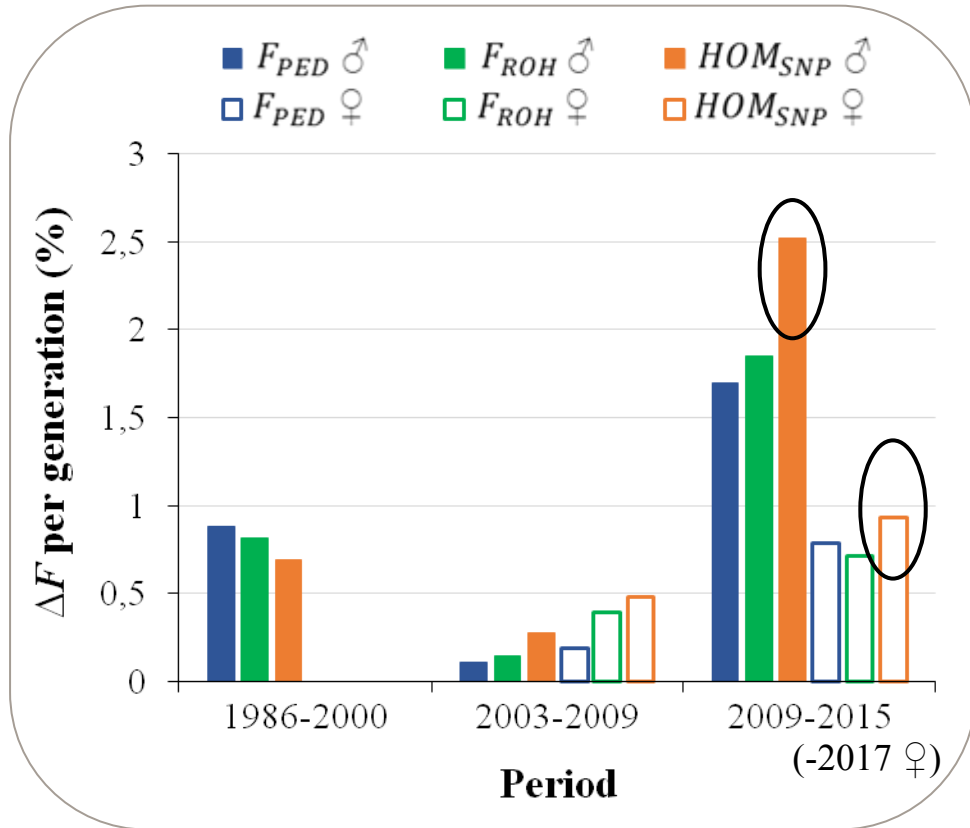 F_PED ♂ F_ROH ♂ HOM_SNP ♂
F_PED ♀ F_ROH ♀ HOM_SNP ♀
3
2,5
2
1,5
1
0,5
0
ΔF per generation (%)
1986-2000 2003-2009 2009-2015
(-2017 ♀)
Period